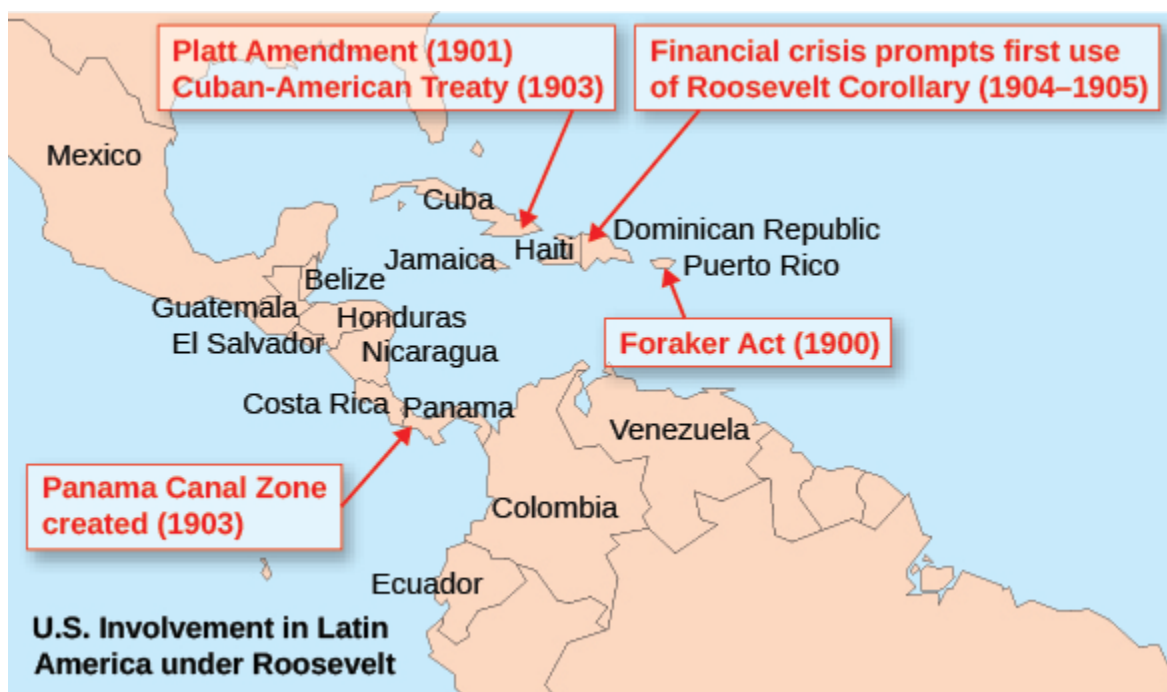 Platt Amendment (1901)
Cuban-American Treaty (1903)
Financial crisis prompts first use
of Roosevelt Corollary (1904–1905)
Mexico
Cuba
Dominican Republic
Haiti
Jamaica
Puerto Rico
Belize
Guatemala
Honduras
El Salvador
Nicaragua
Foraker Act (1900)
Costa Rica
Panama
Venezuela
Panama Canal Zone
created (1903)
Colombia
Ecuador
U.S. Involvement in Latin
America under Roosevelt